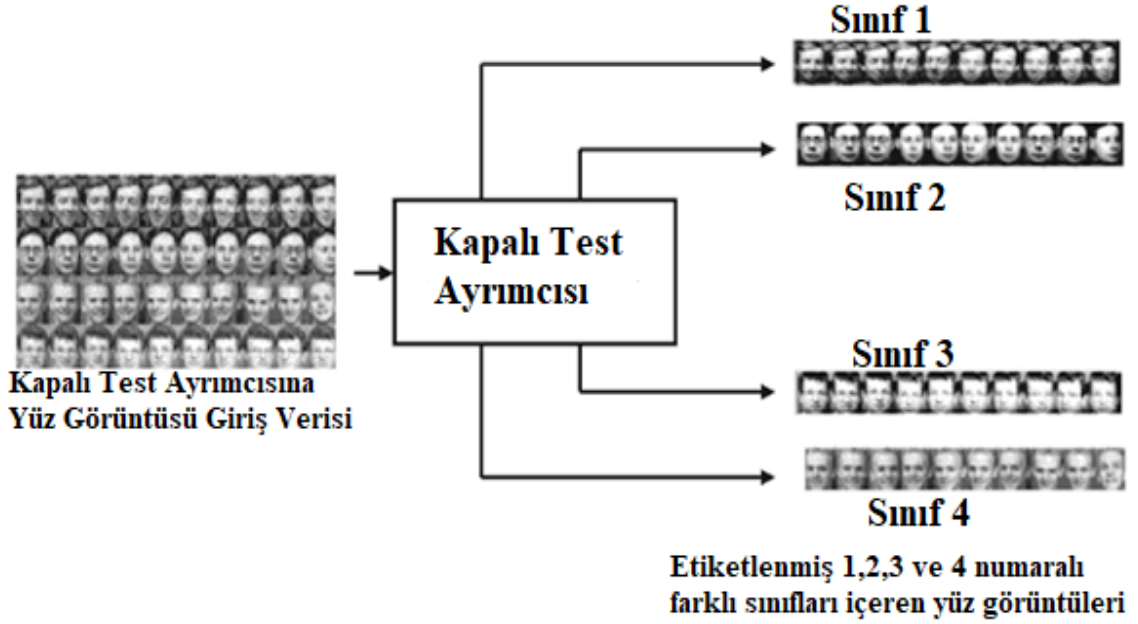 Sınıf 1
Sınıf 2
Kapalı Test
Ayrımcısı
Kapalı Test Ayrımcısına
Yüz Görüntüsü Giriş Verisi
Sınıf 3
Sınıf 4
Etiketlenmiş 1,2,3 ve 4 numaralı
farklı sınıfları içeren yüz görüntüleri